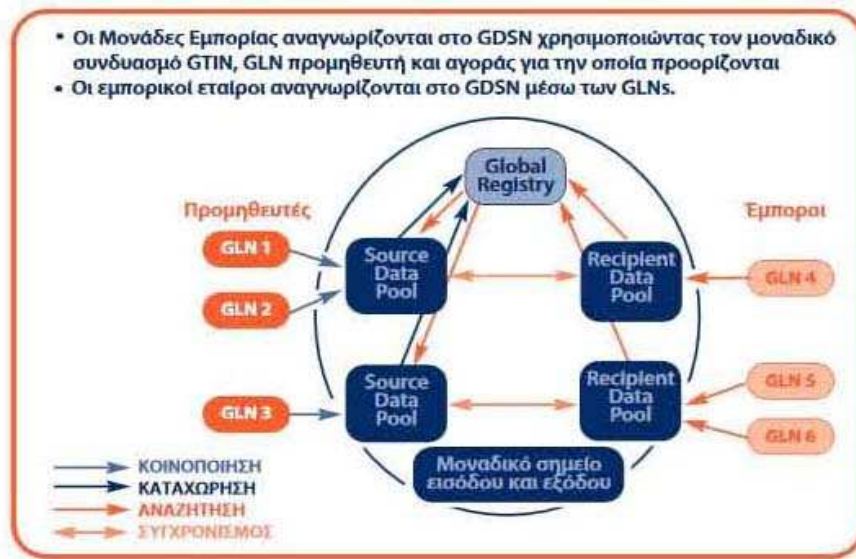 • Οι Μονάδες Εμπορίας αναγνωρίζονται στο GDSN χρησιμοποιώντας τον μοναδικό
συνδυασμό GTIN, GLN προμηθευτή και αγοράς για την οποία προορίζονται
• Οι εμπορικοί εταίροι αναγνωρίζονται στο GDSN μέσω των GLNs.
Global
Registry
Προμηθευτές
Έμποροι
GLN 1
GLN 2
Source
Data
Pool
Recipient
Data
Pool
GLN 4
GLN 3
Source
Data
Pool
Recipient
Data
Pool
GLN 5
GLN 6
Μοναδικό σημείο
εισόδου και εξόδου
ΚΟΙΝΟΠΟΙΗΣΗ
ΚΑΤΑΧΩΡΗΣΗ
ΑΝΑΖΗΤΗΣΗ
ΣΥΓΧΡΟΝΙΣΜΟΣ